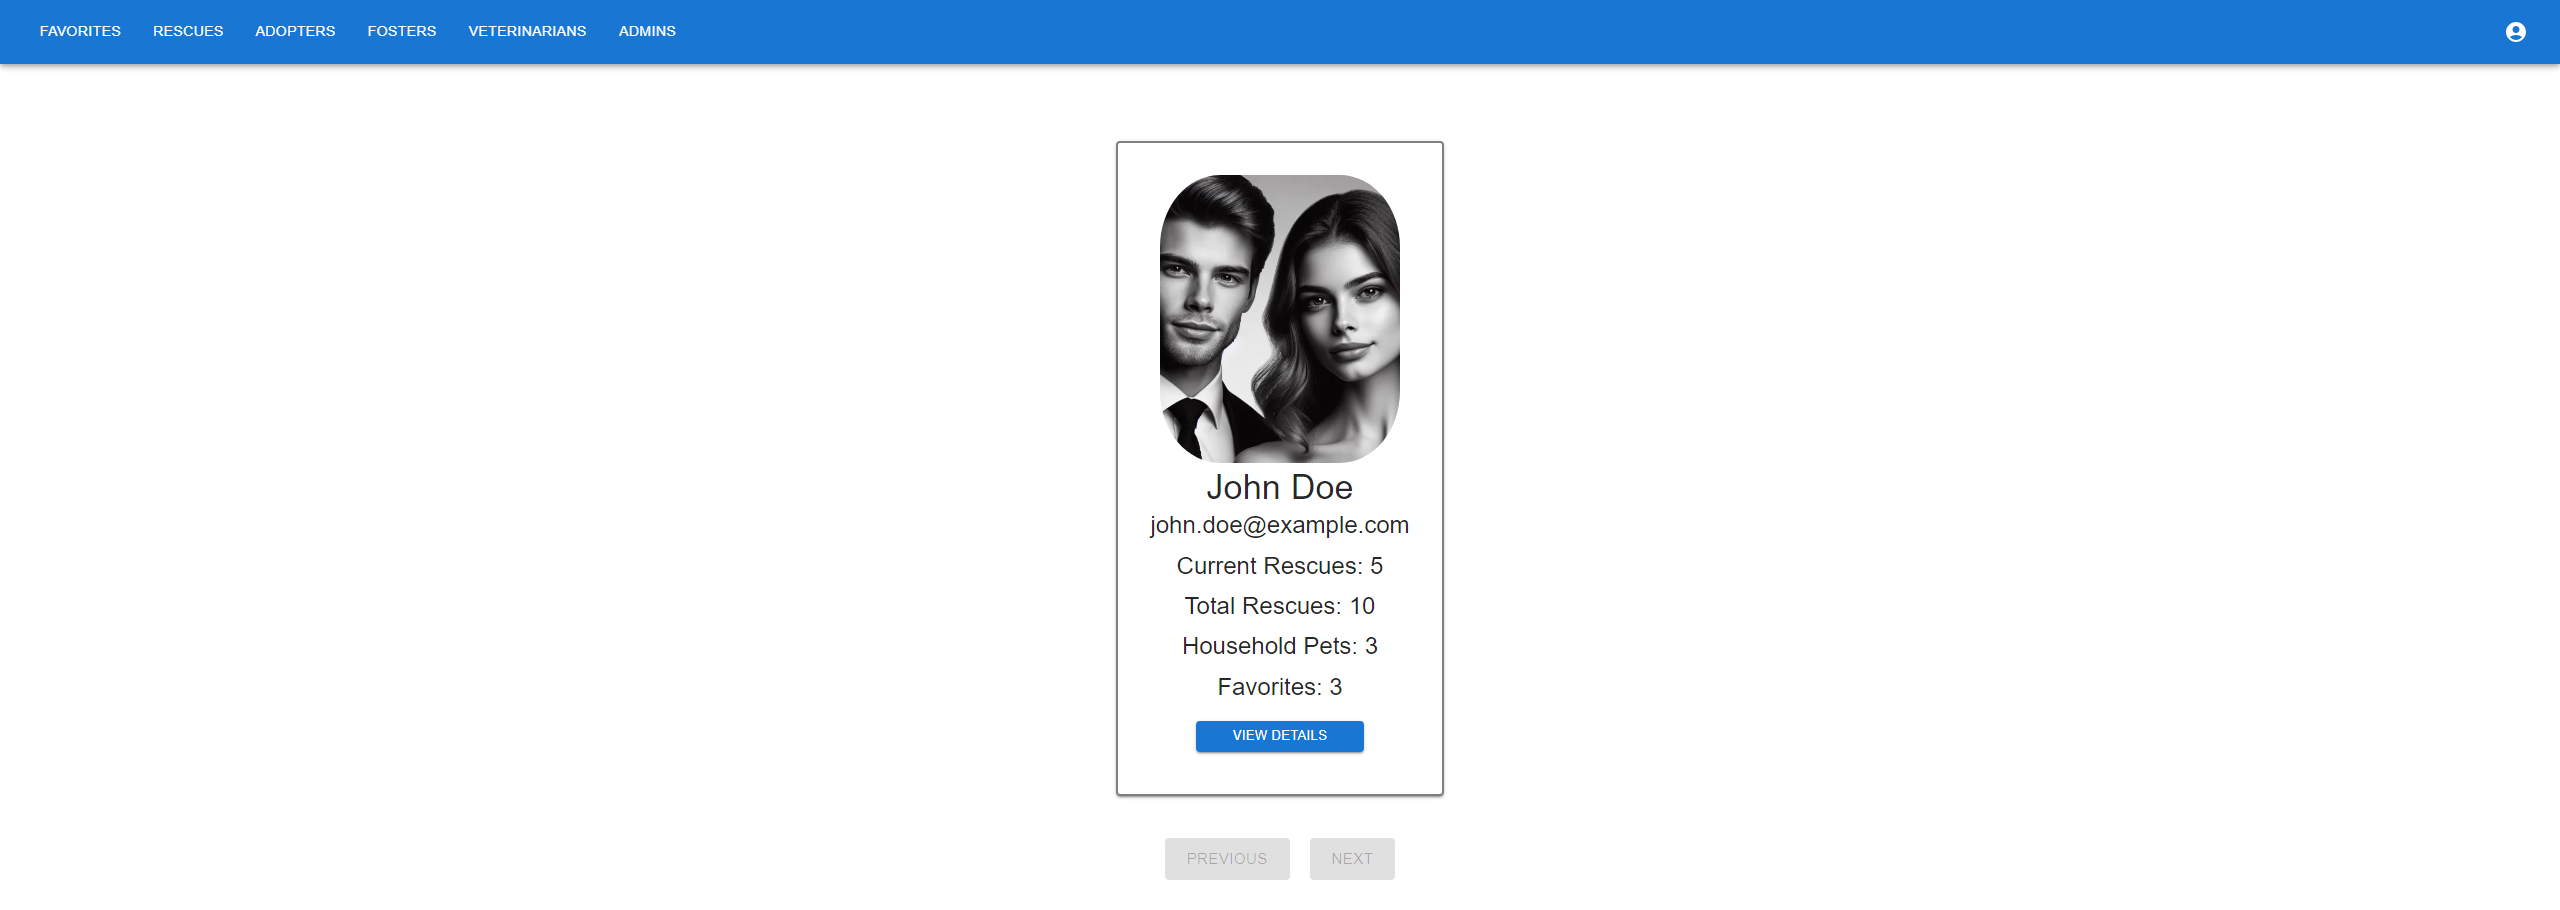 FAVORITES RESCUES ADOPTERS FOSTERS VETERINARIANS ADMINS
John Doe
john.doe@example.com
Current Rescues: 5
Total Rescues: 10
Household Pets: 3
Favorites: 3
VIEW DETAILS
PREVIOUS NEXT